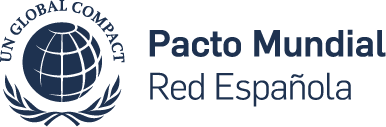 UN GLOBAL COMPACT
Pacto Mundial
Red Española